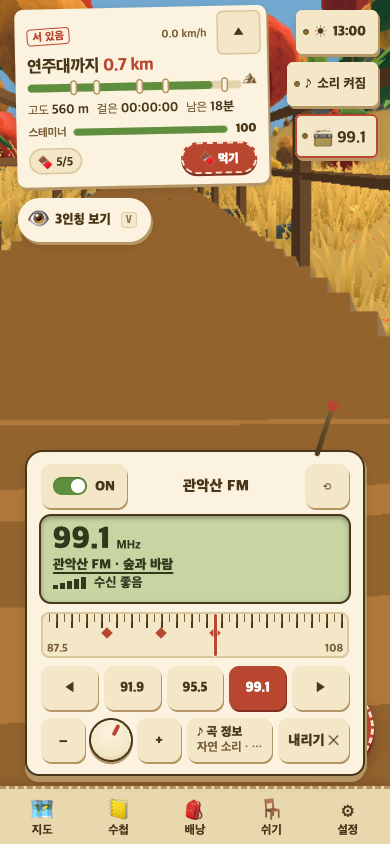 서 있음
0.0 km/h
▲
연주대까지 0.7 km
고도 560 m 걸은 00:00:00 남은 18분
스테미너 100
5/5
먹기
13:00
♪ 소리 켜짐
99.1
3인칭 보기 V
ON
관악산 FM
99.1 MHz
관악산 FM · 숲과 바람
수신 좋음
87.5 108
◀ 91.9 95.5 99.1 ▶
− + ♪ 곡 정보
자연 소리 · ···
내리기 ✕
지도 수첩 배낭 쉬기 설정